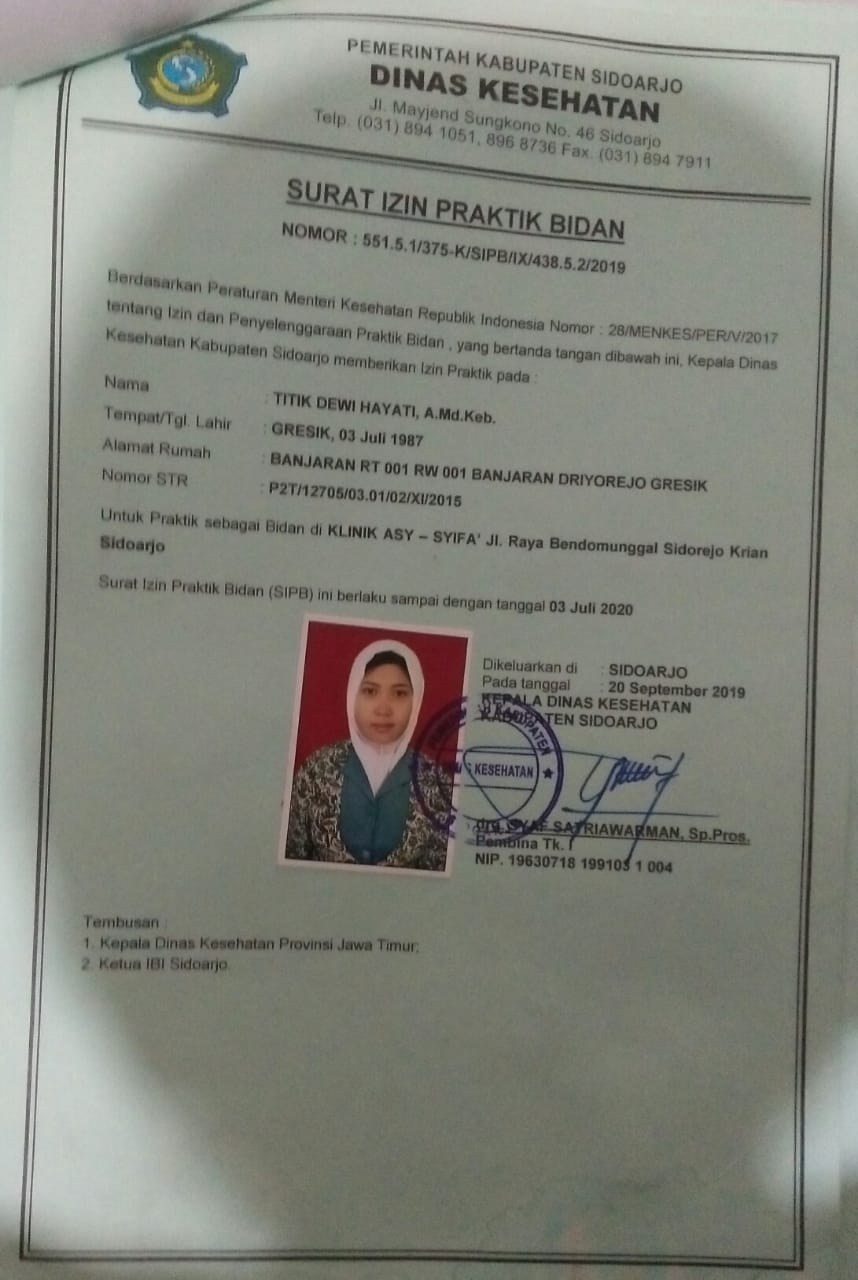 PEMERINTAH KABUPATEN SIDOARJO
DINAS KESEHATAN
Jl. Mayjend Sungkono No. 46 Sidoarjo
Telp. (031) 894 1051, 896 8736 Fax. (031) 894 7911
SURAT IZIN PRAKTIK BIDAN
NOMOR : 551.5.1/375-K/SIPB/IX/438.5.2/2019
Berdasarkan Peraturan Menteri Kesehatan Republik Indonesia Nomor : 28/MENKES/PER/V/2017
tentang Izin dan Penyelenggaraan Praktik Bidan , yang bertanda tangan dibawah ini, Kepala Dinas
Kesehatan Kabupaten Sidoarjo memberikan Izin Praktik pada :
Nama : TITIK DEWI HAYATI, A.Md.Keb.
Tempat/Tgl. Lahir : GRESIK, 03 Juli 1987
Alamat Rumah : BANJARAN RT 001 RW 001 BANJARAN DRIYOREJO GRESIK
Nomor STR : P2T/12705/03.01/02/XI/2015
Untuk Praktik sebagai Bidan di KLINIK ASY – SYIFA' Jl. Raya Bendomunggal Sidorejo Krian
Sidoarjo
Surat Izin Praktik Bidan (SIPB) ini berlaku sampai dengan tanggal 03 Juli 2020
Dikeluarkan di : SIDOARJO
Pada tanggal : 20 September 2019
KEPALA DINAS KESEHATAN
KABUPATEN SIDOARJO
KABUPATEN
KESEHATAN
drg. SYAF SATRIAWARMAN, Sp.Pros.
Pembina Tk. I
NIP. 19630718 199103 1 004
Tembusan :
1. Kepala Dinas Kesehatan Provinsi Jawa Timur;
2. Ketua IBI Sidoarjo.